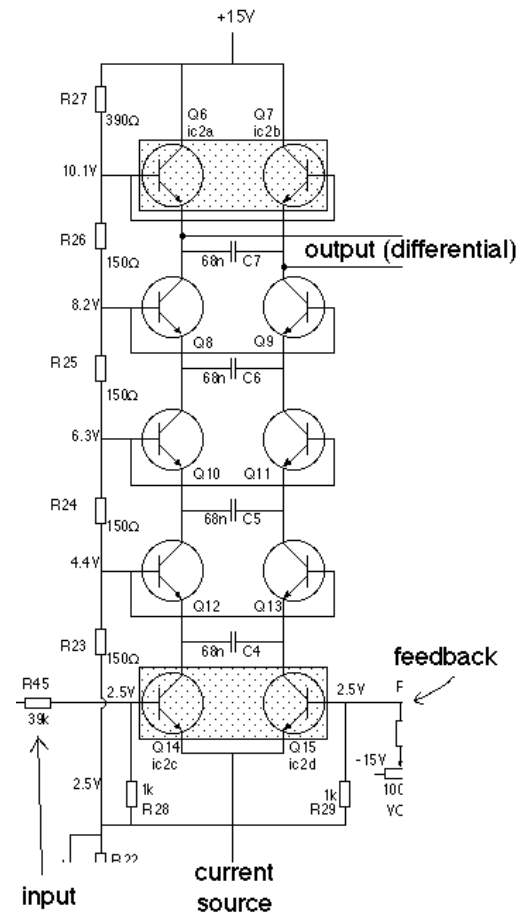 +15V
R27
390Ω
Q6
ic2a
Q7
ic2b
10.1V
R26
150Ω
output (differential)
68n C7
8.2V
Q8
Q9
R25
150Ω
68n C6
6.3V
Q10
Q11
R24
150Ω
68n C5
4.4V
Q12
Q13
R23
150Ω
68n C4
feedback
R45
39k
2.5V
2.5V
Q14
ic2c
Q15
ic2d
-15V
2.5V
1k
R28
1k
R29
R22
input
current
source